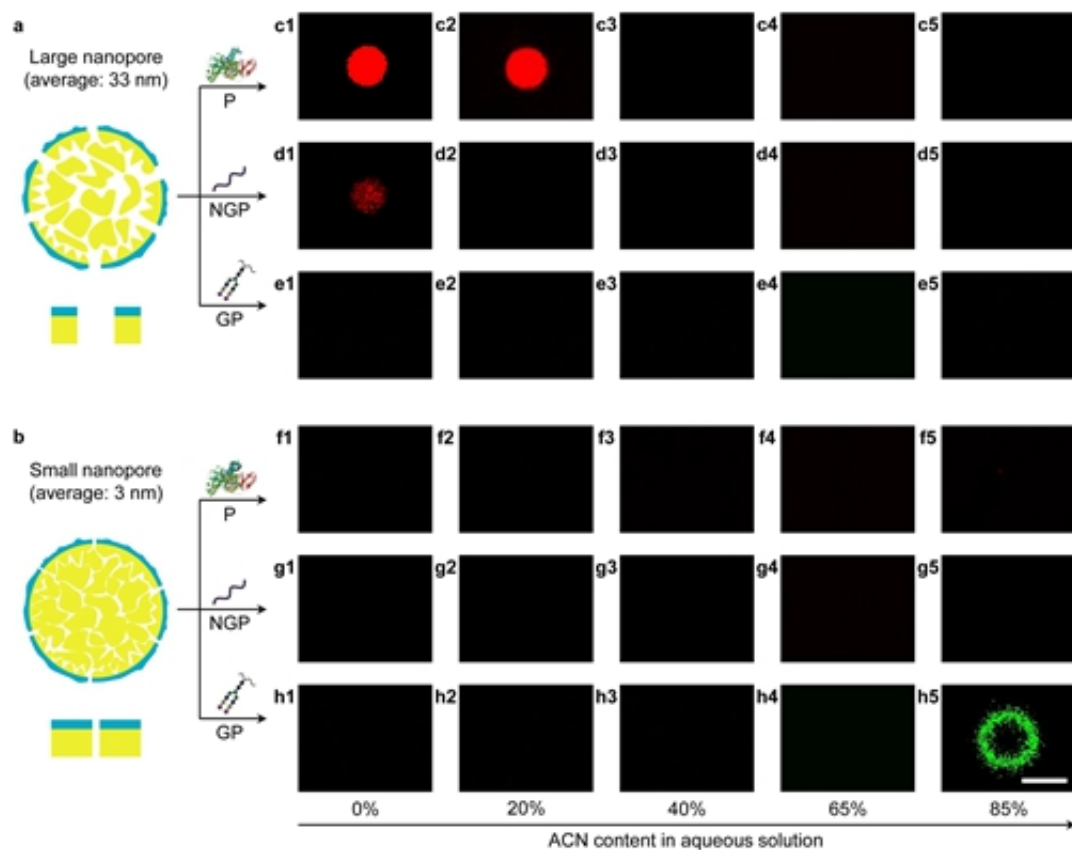 a
Large nanopore
(average: 33 nm)
P
NGP
GP
c1 c2 c3 c4 c5
d1 d2 d3 d4 d5
e1 e2 e3 e4 e5
b
Small nanopore
(average: 3 nm)
P
NGP
GP
f1 f2 f3 f4 f5
g1 g2 g3 g4 g5
h1 h2 h3 h4 h5
0% 20% 40% 65% 85%
ACN content in aqueous solution